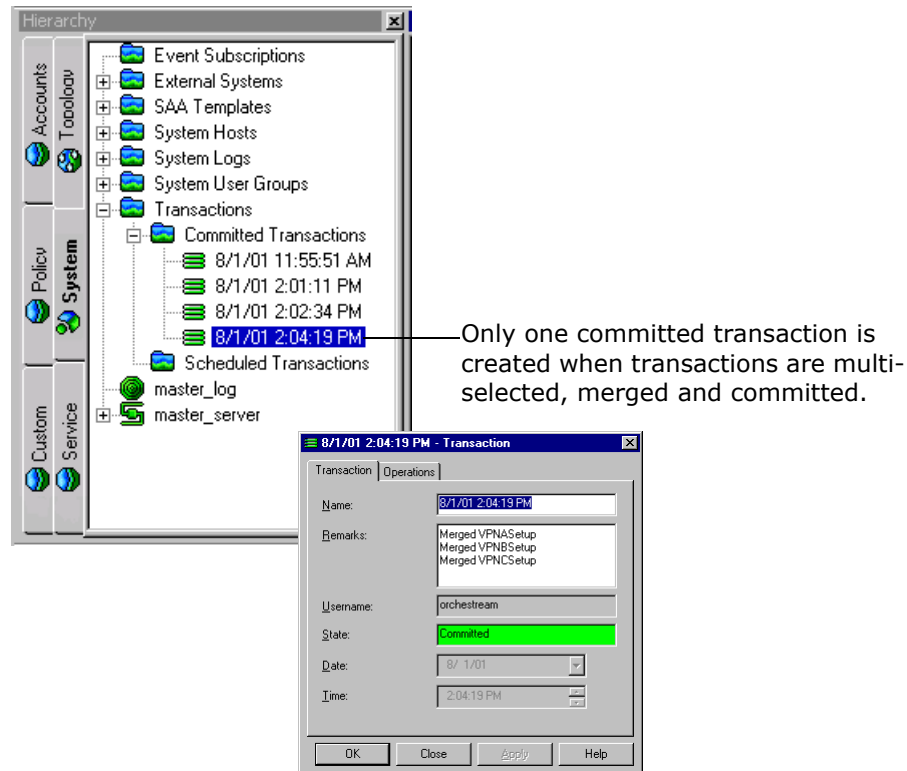 Hierarchy
Accounts
Topology
Policy
System
Custom
Service
Event Subscriptions
External Systems
SAA Templates
System Hosts
System Logs
System User Groups
Transactions
Committed Transactions
8/1/01 11:55:51 AM
8/1/01 2:01:11 PM
8/1/01 2:02:34 PM
8/1/01 2:04:19 PM
Scheduled Transactions
master_log
master_server
Only one committed transaction is
created when transactions are multi-
selected, merged and committed.
8/1/01 2:04:19 PM - Transaction
Transaction Operations
Name: 8/1/01 2:04:19 PM
Remarks: Merged VPNASetup
Merged VPNBSetup
Merged VPNCSetup
Username: orchestream
State: Committed
Date: 8/ 1/01
Time: 2:04:19 PM
OK Close Apply Help